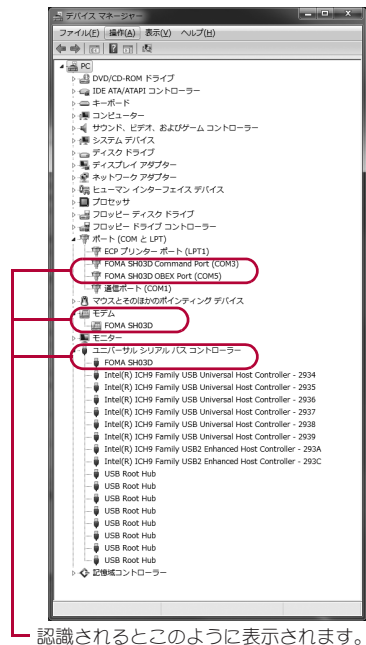 デバイス マネージャー
ファイル(F) 操作(A) 表示(V) ヘルプ(H)
PC
DVD/CD-ROM ドライブ
IDE ATA/ATAPI コントローラー
キーボード
コンピューター
サウンド、ビデオ、およびゲーム コントローラー
システム デバイス
ディスク ドライブ
ディスプレイ アダプター
ネットワーク アダプター
ヒューマン インターフェイス デバイス
プロセッサ
フロッピー ディスク ドライブ
フロッピー ドライブ コントローラー
ポート (COM と LPT)
ECP プリンター ポート (LPT1)
FOMA SH03D Command Port (COM3)
FOMA SH03D OBEX Port (COM5)
通信ポート (COM1)
マウスとそのほかのポインティング デバイス
モデム
FOMA SH03D
モニター
ユニバーサル シリアル バス コントローラー
FOMA SH03D
Intel(R) ICH9 Family USB Universal Host Controller - 2934
Intel(R) ICH9 Family USB Universal Host Controller - 2935
Intel(R) ICH9 Family USB Universal Host Controller - 2936
Intel(R) ICH9 Family USB Universal Host Controller - 2937
Intel(R) ICH9 Family USB Universal Host Controller - 2938
Intel(R) ICH9 Family USB Universal Host Controller - 2939
Intel(R) ICH9 Family USB2 Enhanced Host Controller - 293A
Intel(R) ICH9 Family USB2 Enhanced Host Controller - 293C
USB Root Hub
USB Root Hub
USB Root Hub
USB Root Hub
USB Root Hub
USB Root Hub
USB Root Hub
USB Root Hub
記憶域コントローラー
認識されるとこのように表示されます。